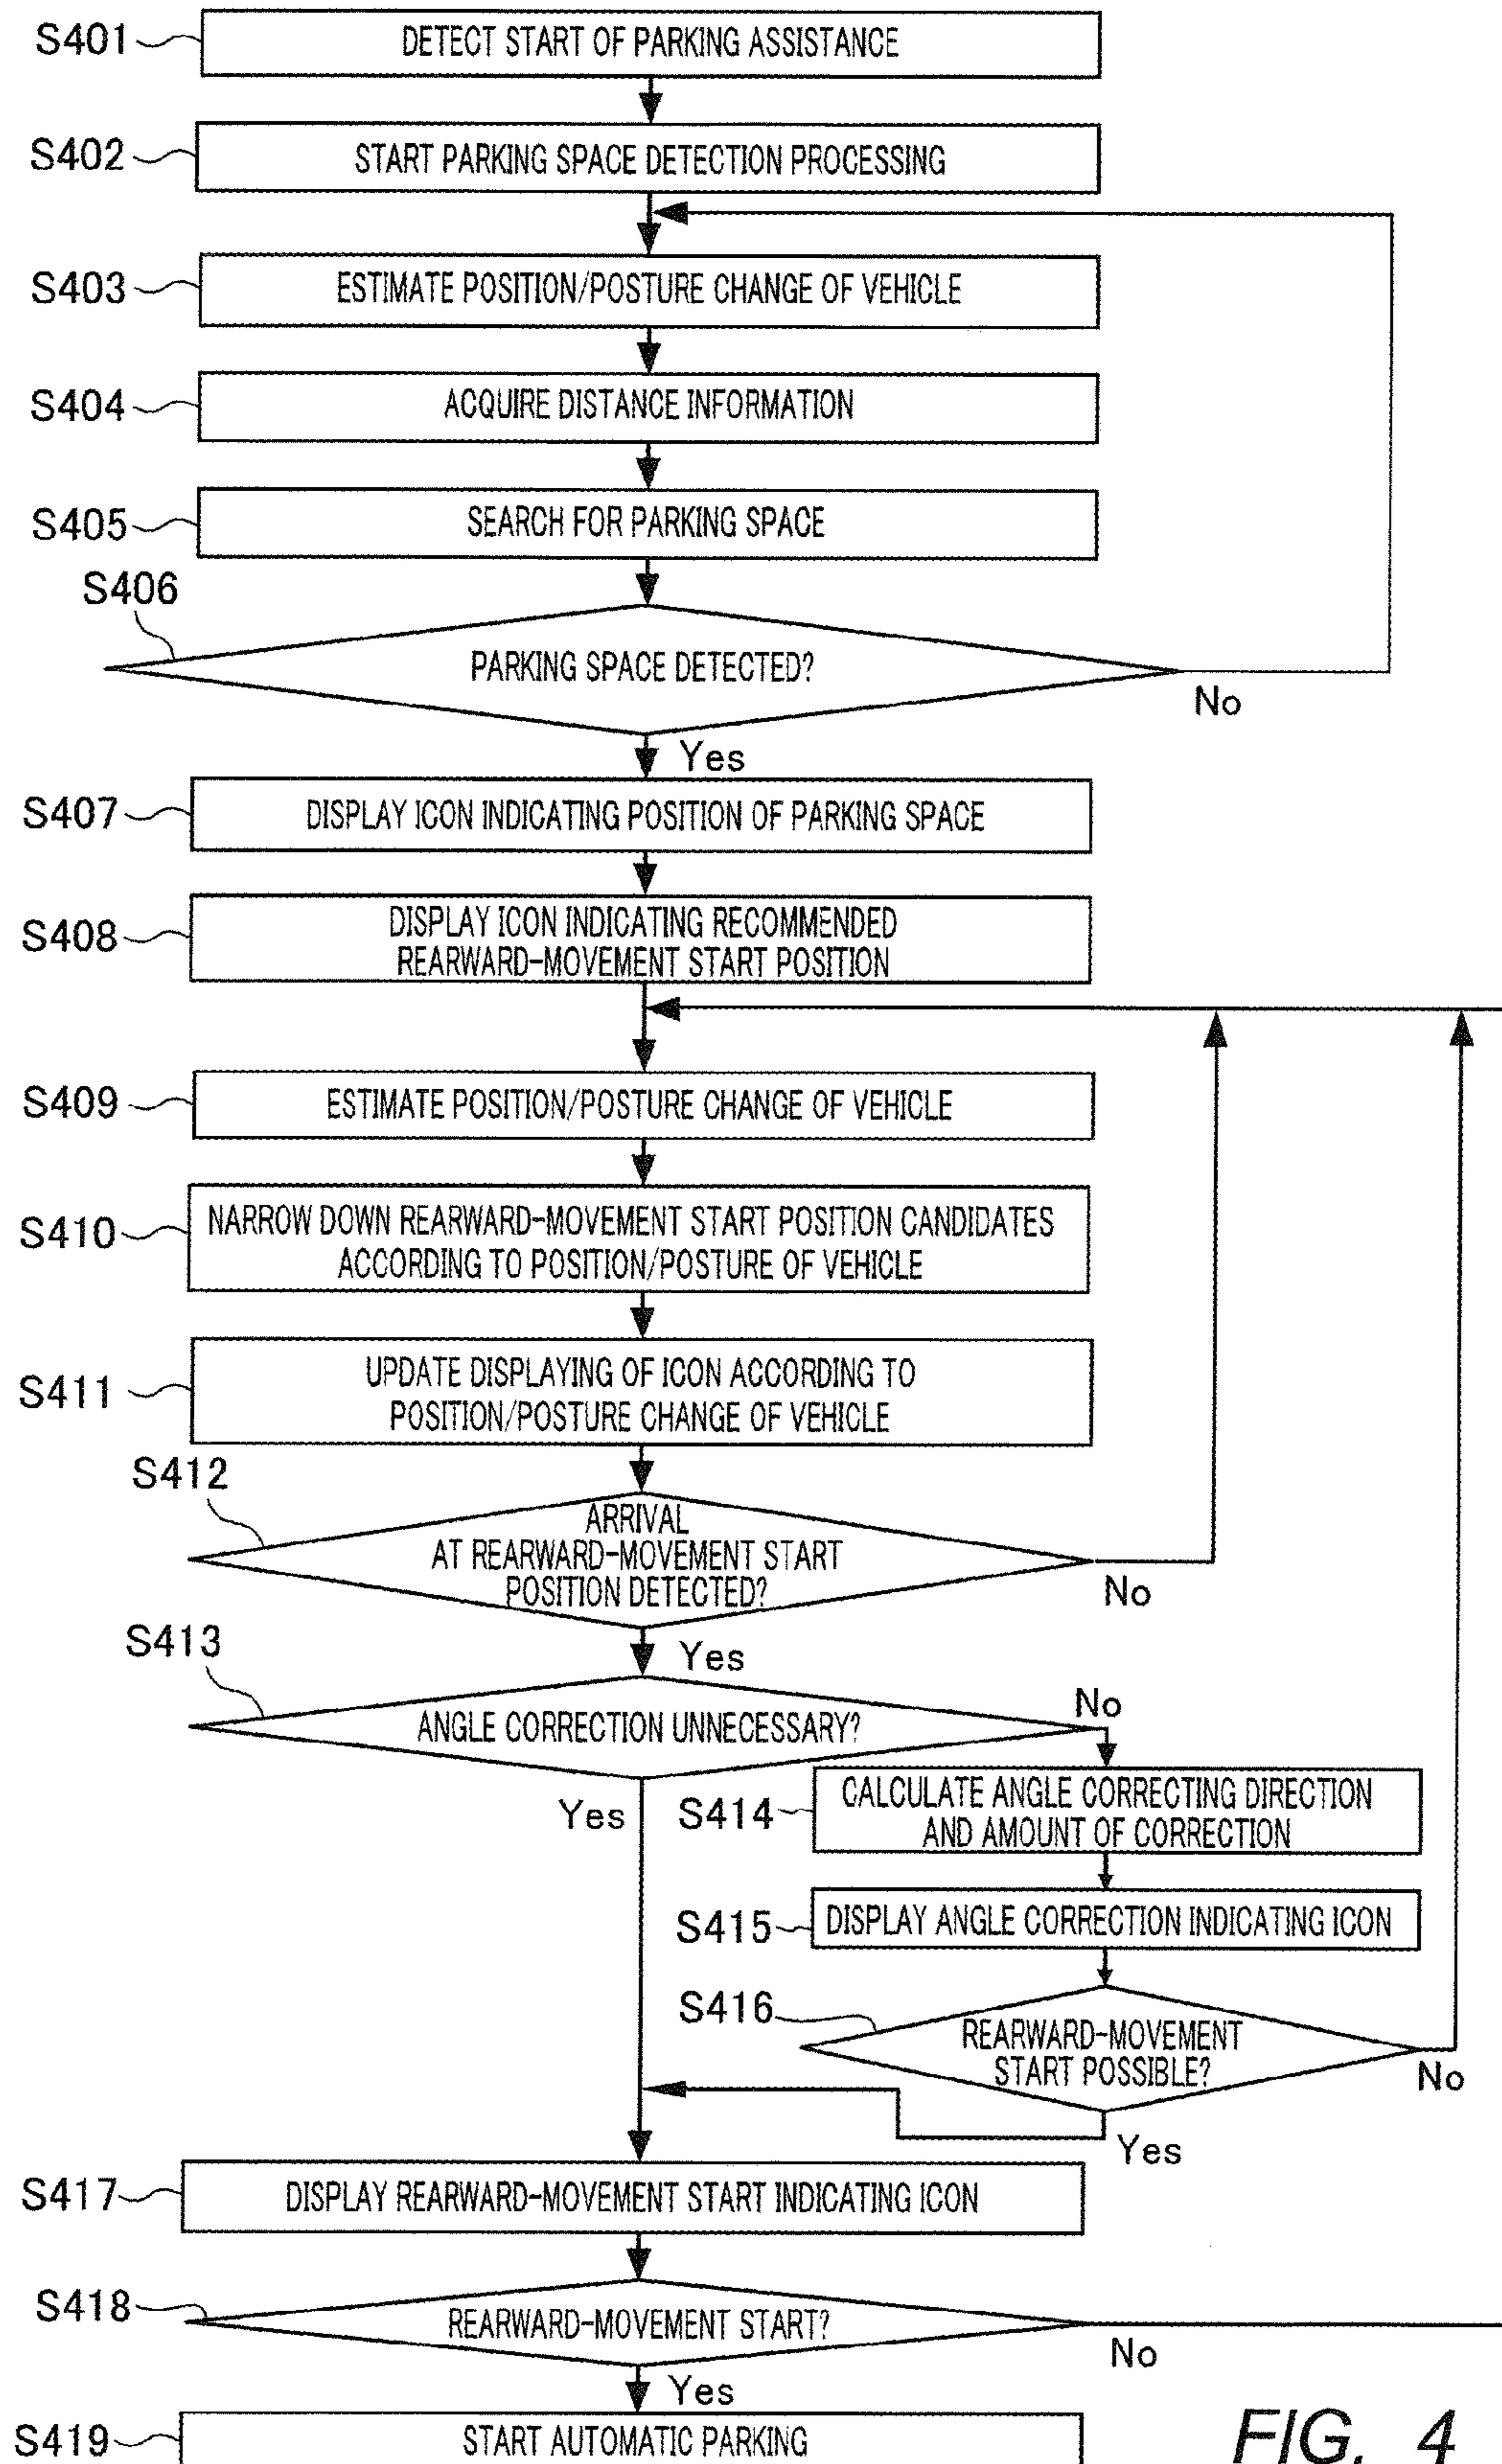 S401
DETECT START OF PARKING ASSISTANCE
S402
START PARKING SPACE DETECTION PROCESSING
S403
ESTIMATE POSITION/POSTURE CHANGE OF VEHICLE
S404
ACQUIRE DISTANCE INFORMATION
S405
SEARCH FOR PARKING SPACE
S406
PARKING SPACE DETECTED?
No
Yes
S407
DISPLAY ICON INDICATING POSITION OF PARKING SPACE
S408
DISPLAY ICON INDICATING RECOMMENDED
REARWARD-MOVEMENT START POSITION
S409
ESTIMATE POSITION/POSTURE CHANGE OF VEHICLE
S410
NARROW DOWN REARWARD-MOVEMENT START POSITION CANDIDATES
ACCORDING TO POSITION/POSTURE OF VEHICLE
S411
UPDATE DISPLAYING OF ICON ACCORDING TO
POSITION/POSTURE CHANGE OF VEHICLE
S412
ARRIVAL
AT REARWARD-MOVEMENT START
POSITION DETECTED?
No
Yes
S413
ANGLE CORRECTION UNNECESSARY?
No
Yes
S414
CALCULATE ANGLE CORRECTING DIRECTION
AND AMOUNT OF CORRECTION
S415
DISPLAY ANGLE CORRECTION INDICATING ICON
S416
REARWARD-MOVEMENT
START POSSIBLE?
No
Yes
S417
DISPLAY REARWARD-MOVEMENT START INDICATING ICON
S418
REARWARD-MOVEMENT START?
No
Yes
S419
START AUTOMATIC PARKING
FIG. 4